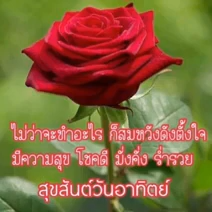 ไม่ว่าจะทำอะไร ก็สมหวังดังตั้งใจ
มีความสุข โชคดี มั่งคั่ง ร่ำรวย
สุขสันต์วันอาทิตย์